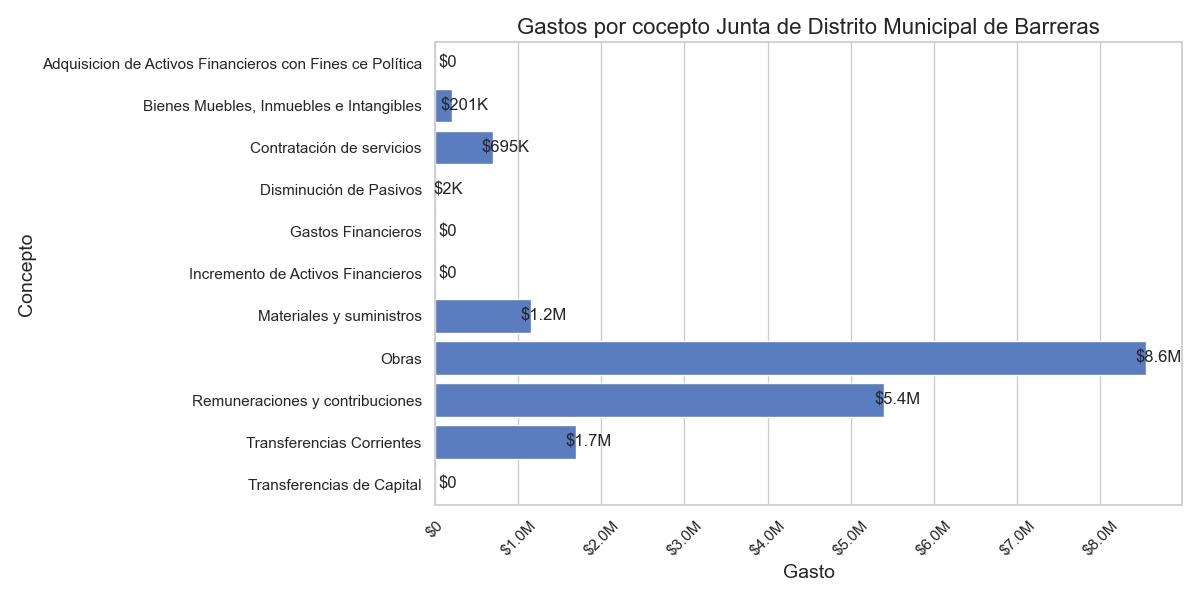 Gastos por cocepto Junta de Distrito Municipal de Barreras
Concepto
Adquisicion de Activos Financieros con Fines ce Política $0
Bienes Muebles, Inmuebles e Intangibles $201K
Contratación de servicios $695K
Disminución de Pasivos $2K
Gastos Financieros $0
Incremento de Activos Financieros $0
Materiales y suministros $1.2M
Obras $8.6M
Remuneraciones y contribuciones $5.4M
Transferencias Corrientes $1.7M
Transferencias de Capital $0
$0 $1.0M $2.0M $3.0M $4.0M $5.0M $6.0M $7.0M $8.0M
Gasto